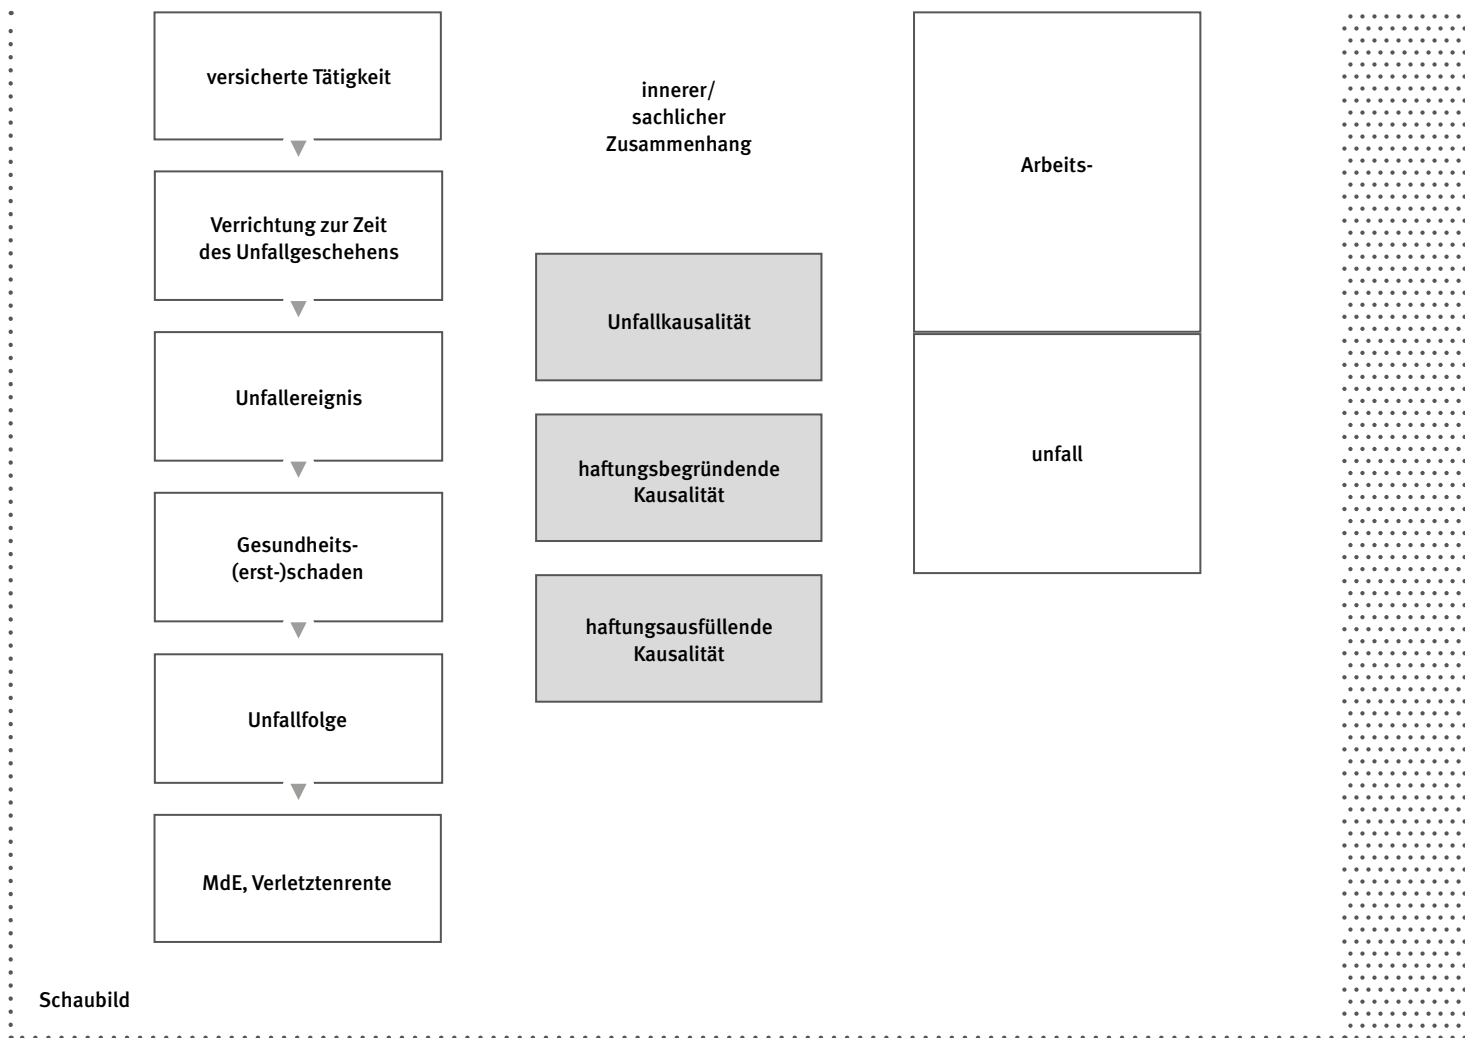 versicherte Tätigkeit
Verrichtung zur Zeit
des Unfallgeschehens
Unfallereignis
Gesundheits-
(erst-)schaden
Unfallfolge
MdE, Verletztenrente
innerer/
sachlicher
Zusammenhang
Unfallkausalität
haftungsbegründende
Kausalität
haftungsausfüllende
Kausalität
Arbeits-
unfall
Schaubild